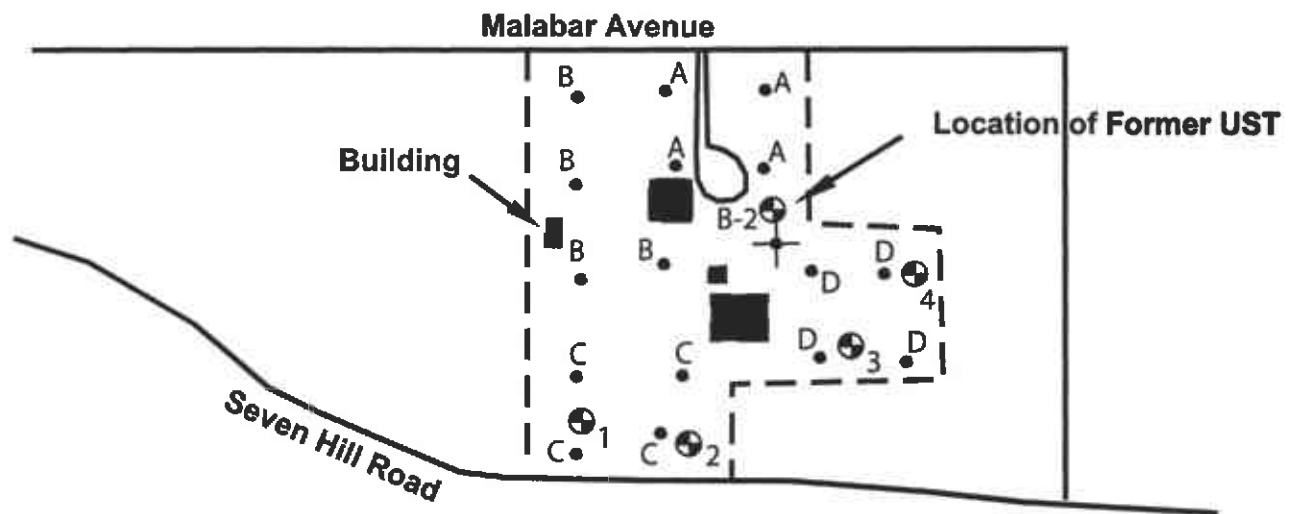 Malabar Avenue
B A A
Location of Former UST
A A
Building B
B-2
B B D D
D 4
C C D 3 D
Seven Hill Road
1
C C 2